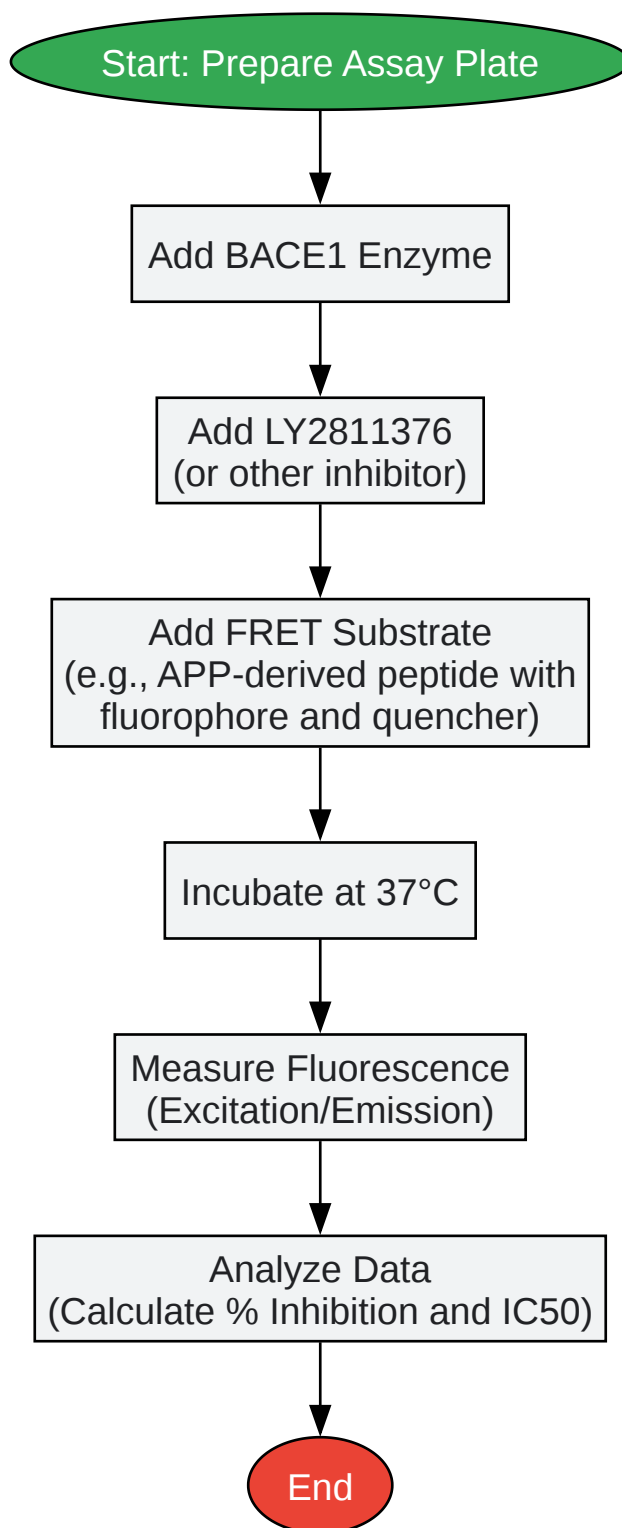 Start: Prepare Assay Plate
Add BACE1 Enzyme
Add LY2811376
(or other inhibitor)
Add FRET Substrate
(e.g., APP-derived peptide with
fluorophore and quencher)
Incubate at 37°C
Measure Fluorescence
(Excitation/Emission)
Analyze Data
(Calculate % Inhibition and IC50)
End